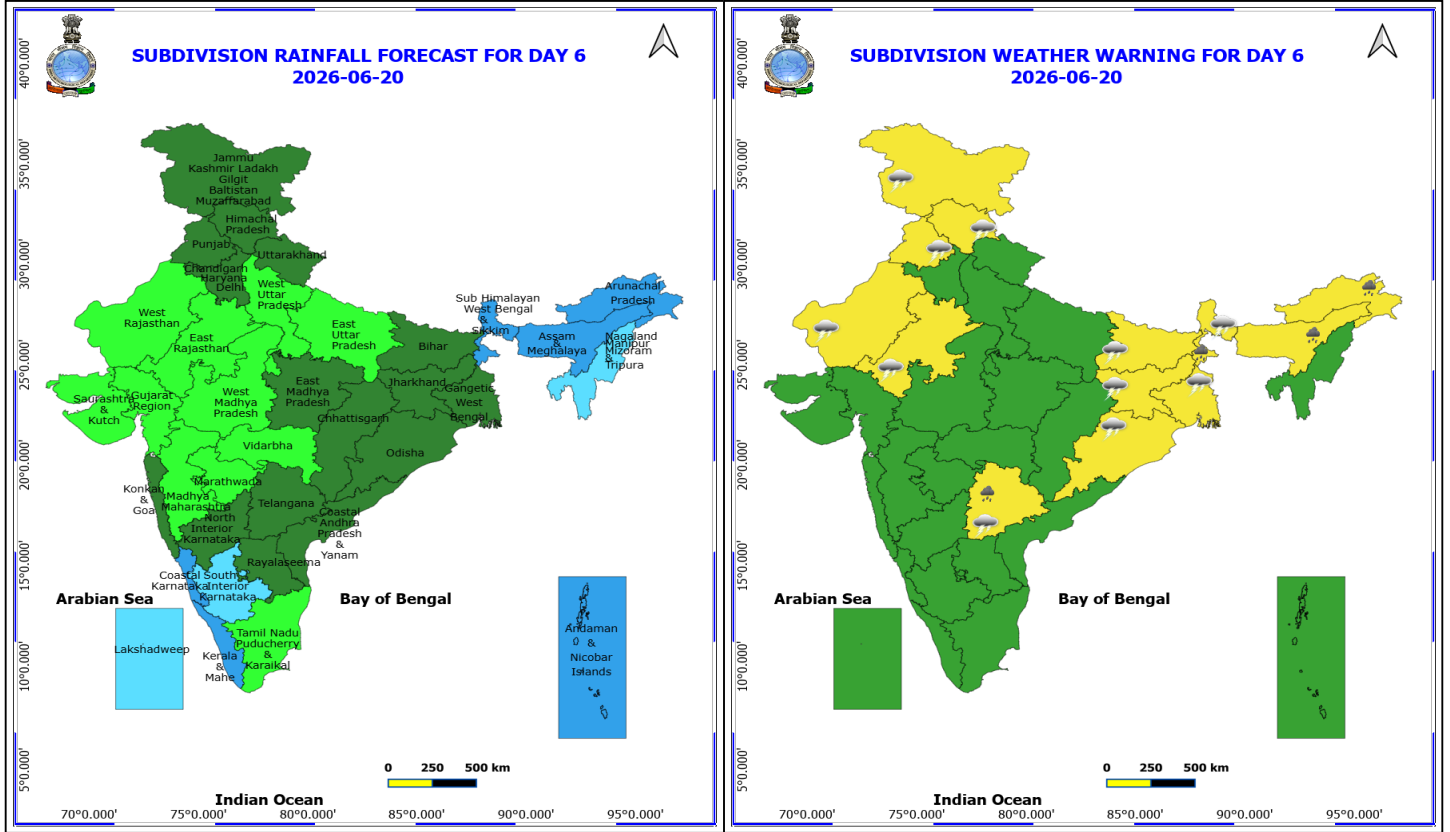 SUBDIVISION RAINFALL FORECAST FOR DAY 6
2026-06-20
40°0.000'
35°0.000'
30°0.000'
25°0.000'
20°0.000'
15°0.000'
10°0.000'
5°0.000'
Jammu
Kashmir Ladakh
Gilgit
Baltistan
Muzaffarabad
Himachal
Pradesh
Punjab
Uttarakhand
Chandigarh
Haryana
Delhi
West
Uttar
Pradesh
West
Rajasthan
East
Rajasthan
East
Uttar
Pradesh
Sub Himalayan
West Bengal
&
Sikkim
Arunachal
Pradesh
Assam
&
Meghalaya
Nagaland
Manipur
Mizoram
&
Tripura
Bihar
Jharkhand
Gangetic
West
Bengal
East
Madhya
Pradesh
West
Madhya
Pradesh
Saurashtra
&
Kutch
Gujarat
Region
Chhattisgarh
Odisha
Vidarbha
Marathwada
Madhya
Maharashtra
Konkan
&
Goa
Telangana
North
Interior
Karnataka
Coastal
Andhra
Pradesh
&
Yanam
Rayalaseema
Coastal
Karnataka
South
Interior
Karnataka
Tamil Nadu
Puducherry
&
Karaikal
Kerala
&
Mahe
Arabian Sea
Lakshadweep
Bay of Bengal
Andaman
&
Nicobar
Islands
0 250 500 km
Indian Ocean
70°0.000' 75°0.000' 80°0.000' 85°0.000' 90°0.000' 95°0.000'
SUBDIVISION WEATHER WARNING FOR DAY 6
2026-06-20
40°0.000'
35°0.000'
30°0.000'
25°0.000'
20°0.000'
15°0.000'
10°0.000'
5°0.000'
Arabian Sea
Bay of Bengal
0 250 500 km
Indian Ocean
70°0.000' 75°0.000' 80°0.000' 85°0.000' 90°0.000' 95°0.000'